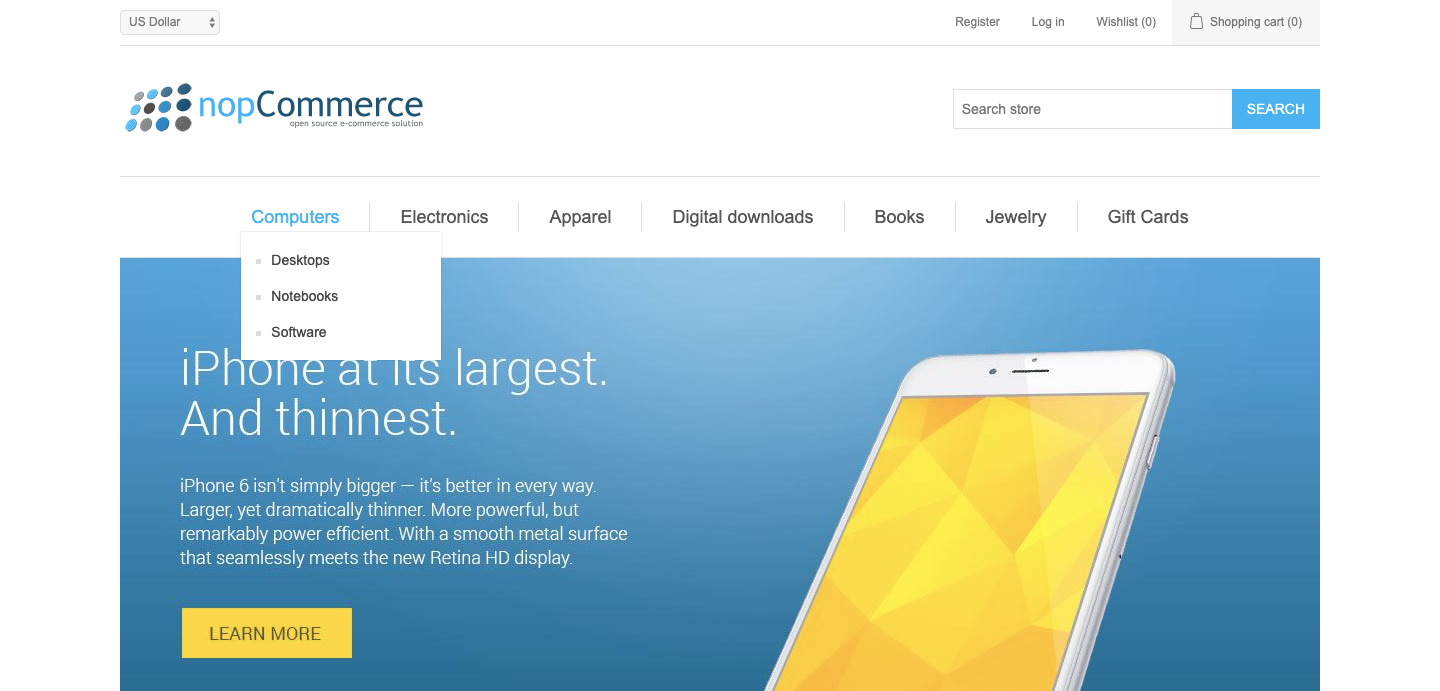 US Dollar
Register
Log in
Wishlist (0)
Shopping cart (0)
nopCommerce
open source e-commerce solution
Search store
SEARCH
Computers
Electronics
Apparel
Digital downloads
Books
Jewelry
Gift Cards
Desktops
Notebooks
Software
iPhone at its largest.
And thinnest.
iPhone 6 isn't simply bigger — it's better in every way.
Larger, yet dramatically thinner. More powerful, but
remarkably power efficient. With a smooth metal surface
that seamlessly meets the new Retina HD display.
LEARN MORE